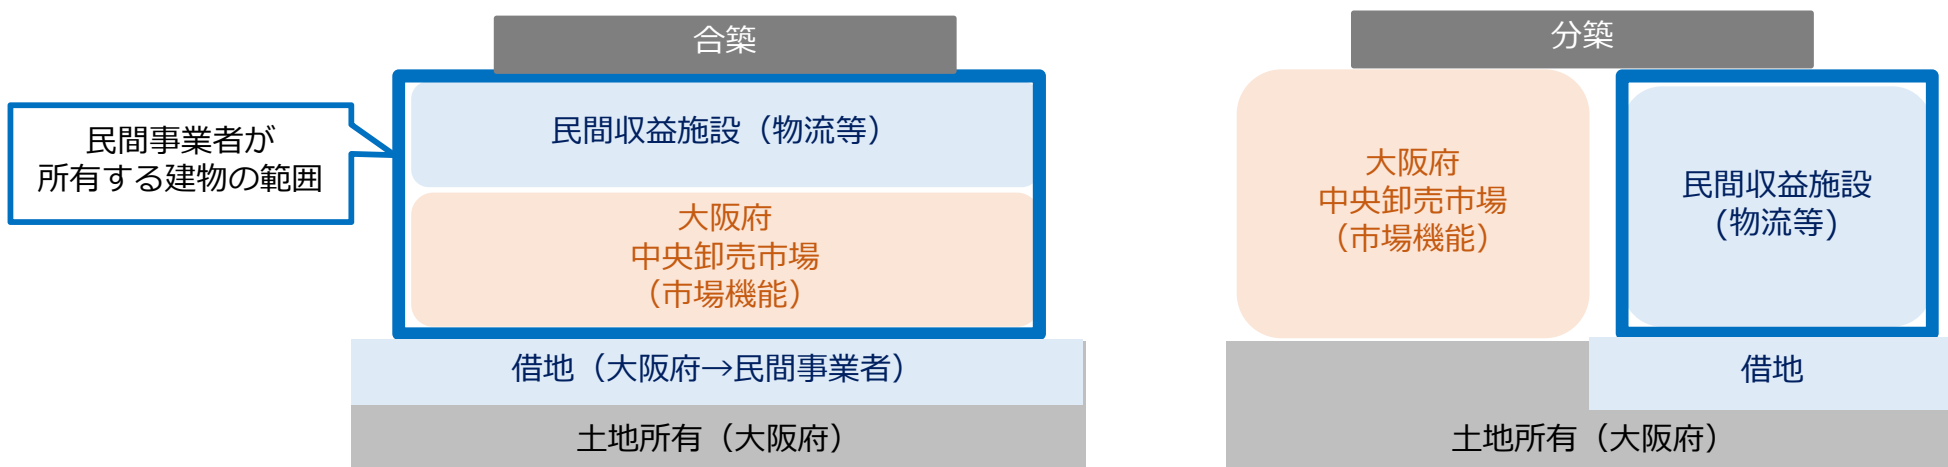 合築
民間事業者が
所有する建物の範囲
民間収益施設（物流等）
大阪府
中央卸売市場
（市場機能）
借地（大阪府→民間事業者）
土地所有（大阪府）
分築
大阪府
中央卸売市場
（市場機能）
民間収益施設
(物流等)
借地
土地所有（大阪府）